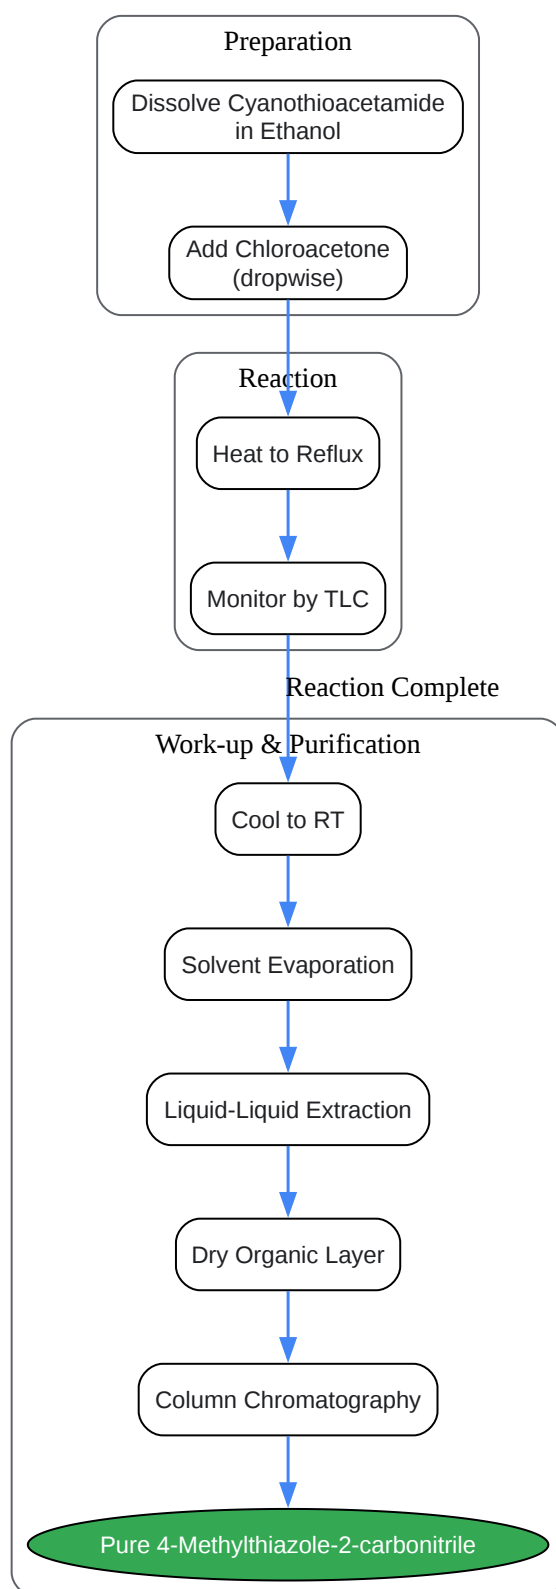 Preparation
Dissolve Cyanothioacetamide
in Ethanol
Add Chloroacetone
(dropwise)
Reaction
Heat to Reflux
Monitor by TLC
Reaction Complete
Work-up & Purification
Cool to RT
Solvent Evaporation
Liquid-Liquid Extraction
Dry Organic Layer
Column Chromatography
Pure 4-Methylthiazole-2-carbonitrile